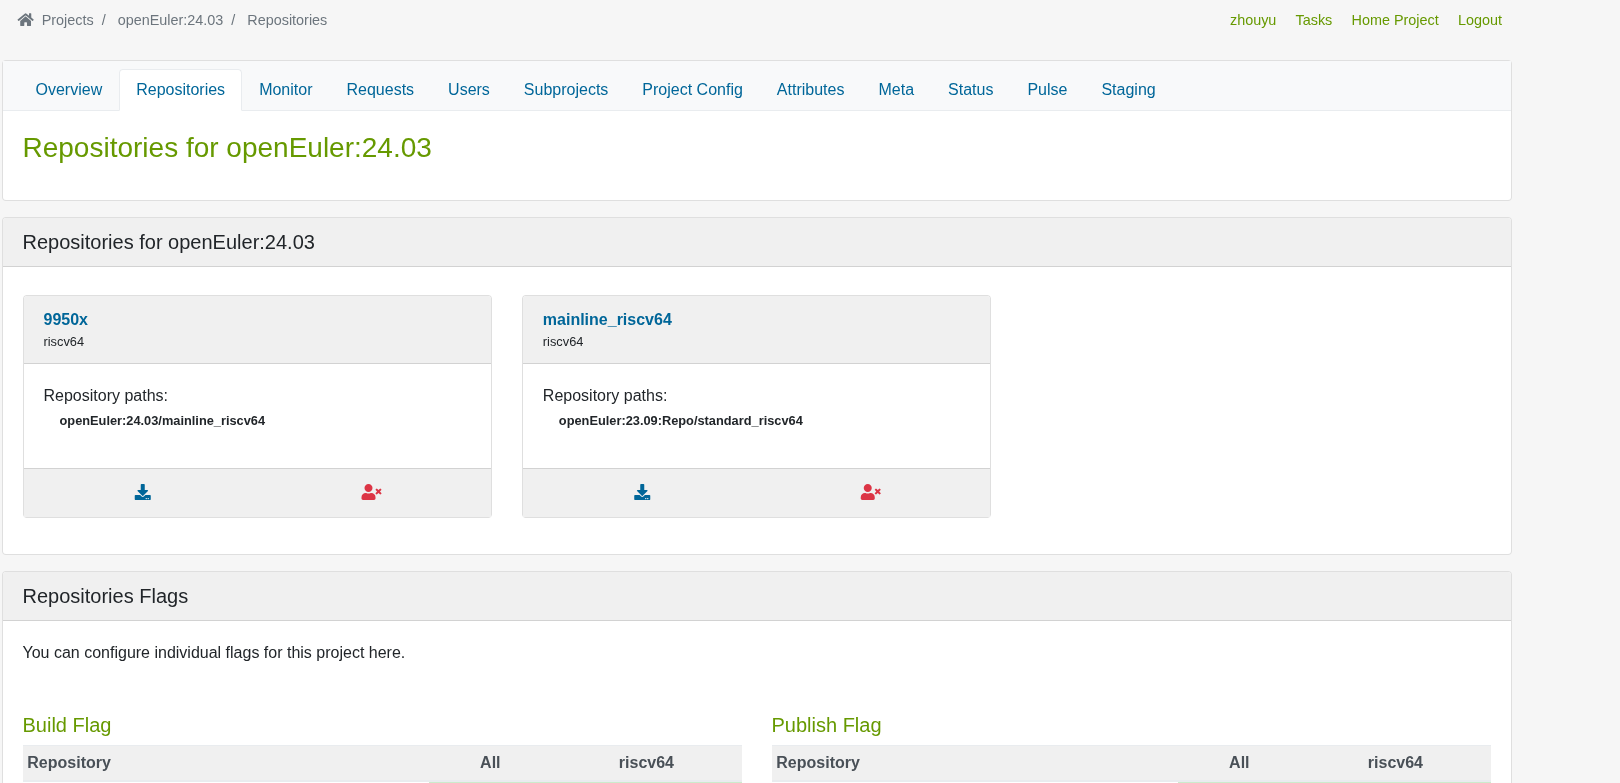 Projects / openEuler:24.03 / Repositories
zhouyu Tasks Home Project Logout
Overview Repositories Monitor Requests Users Subprojects Project Config Attributes Meta Status Pulse Staging
Repositories for openEuler:24.03
Repositories for openEuler:24.03
9950x
riscv64
Repository paths:
openEuler:24.03/mainline_riscv64
mainline_riscv64
riscv64
Repository paths:
openEuler:23.09:Repo/standard_riscv64
Repositories Flags
You can configure individual flags for this project here.
Build Flag
Repository All riscv64
Publish Flag
Repository All riscv64